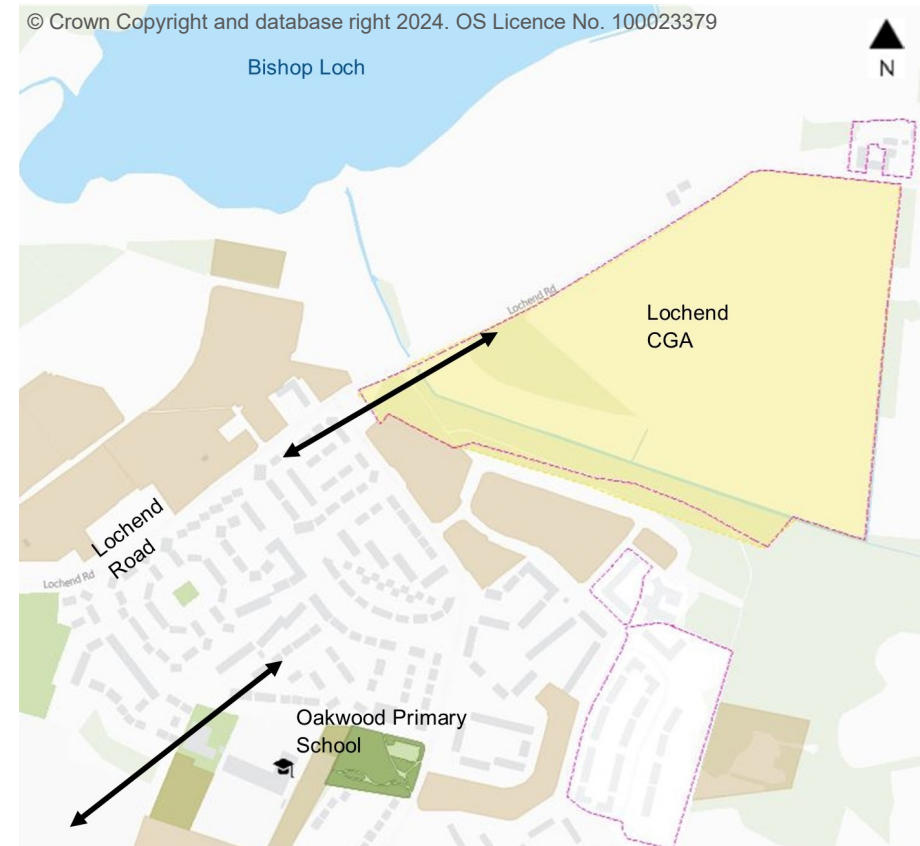 © Crown Copyright and database right 2024. OS Licence No. 100023379
Bishop Loch
N
Lochend Rd
Lochend
CGA
Lochend
Road
Lochend Rd
Oakwood Primary
School